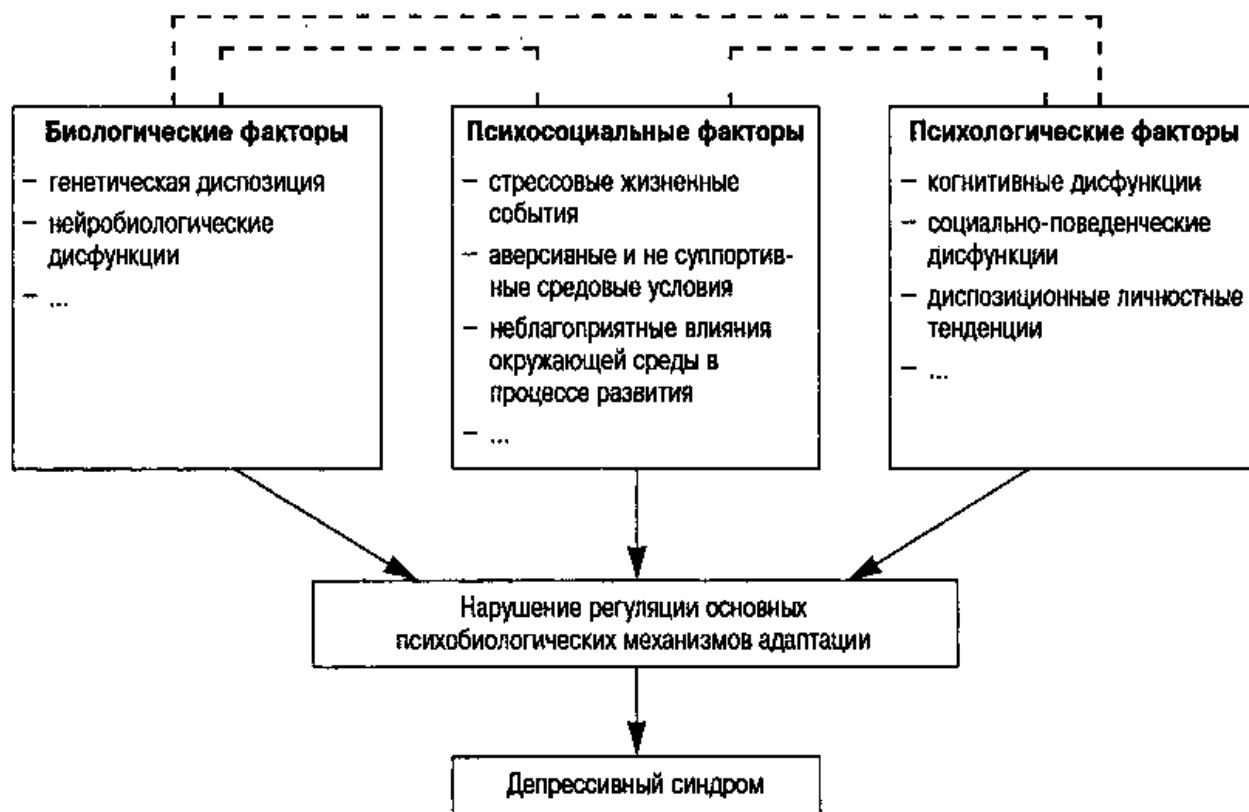 Биологические факторы
– генетическая диспозиция
– нейробиологические
дисфункции
– ...
Психосоциальные факторы
– стрессовые жизненные
события
– аверсивные и не суппортив-
ные средовые условия
– неблагоприятные влияния
окружающей среды в
процессе развития
– ...
Психологические факторы
– когнитивные дисфункции
– социально-поведенческие
дисфункции
– диспозиционные личностные
тенденции
– ...
Нарушение регуляции основных
психобиологических механизмов адаптации
Депрессивный синдром